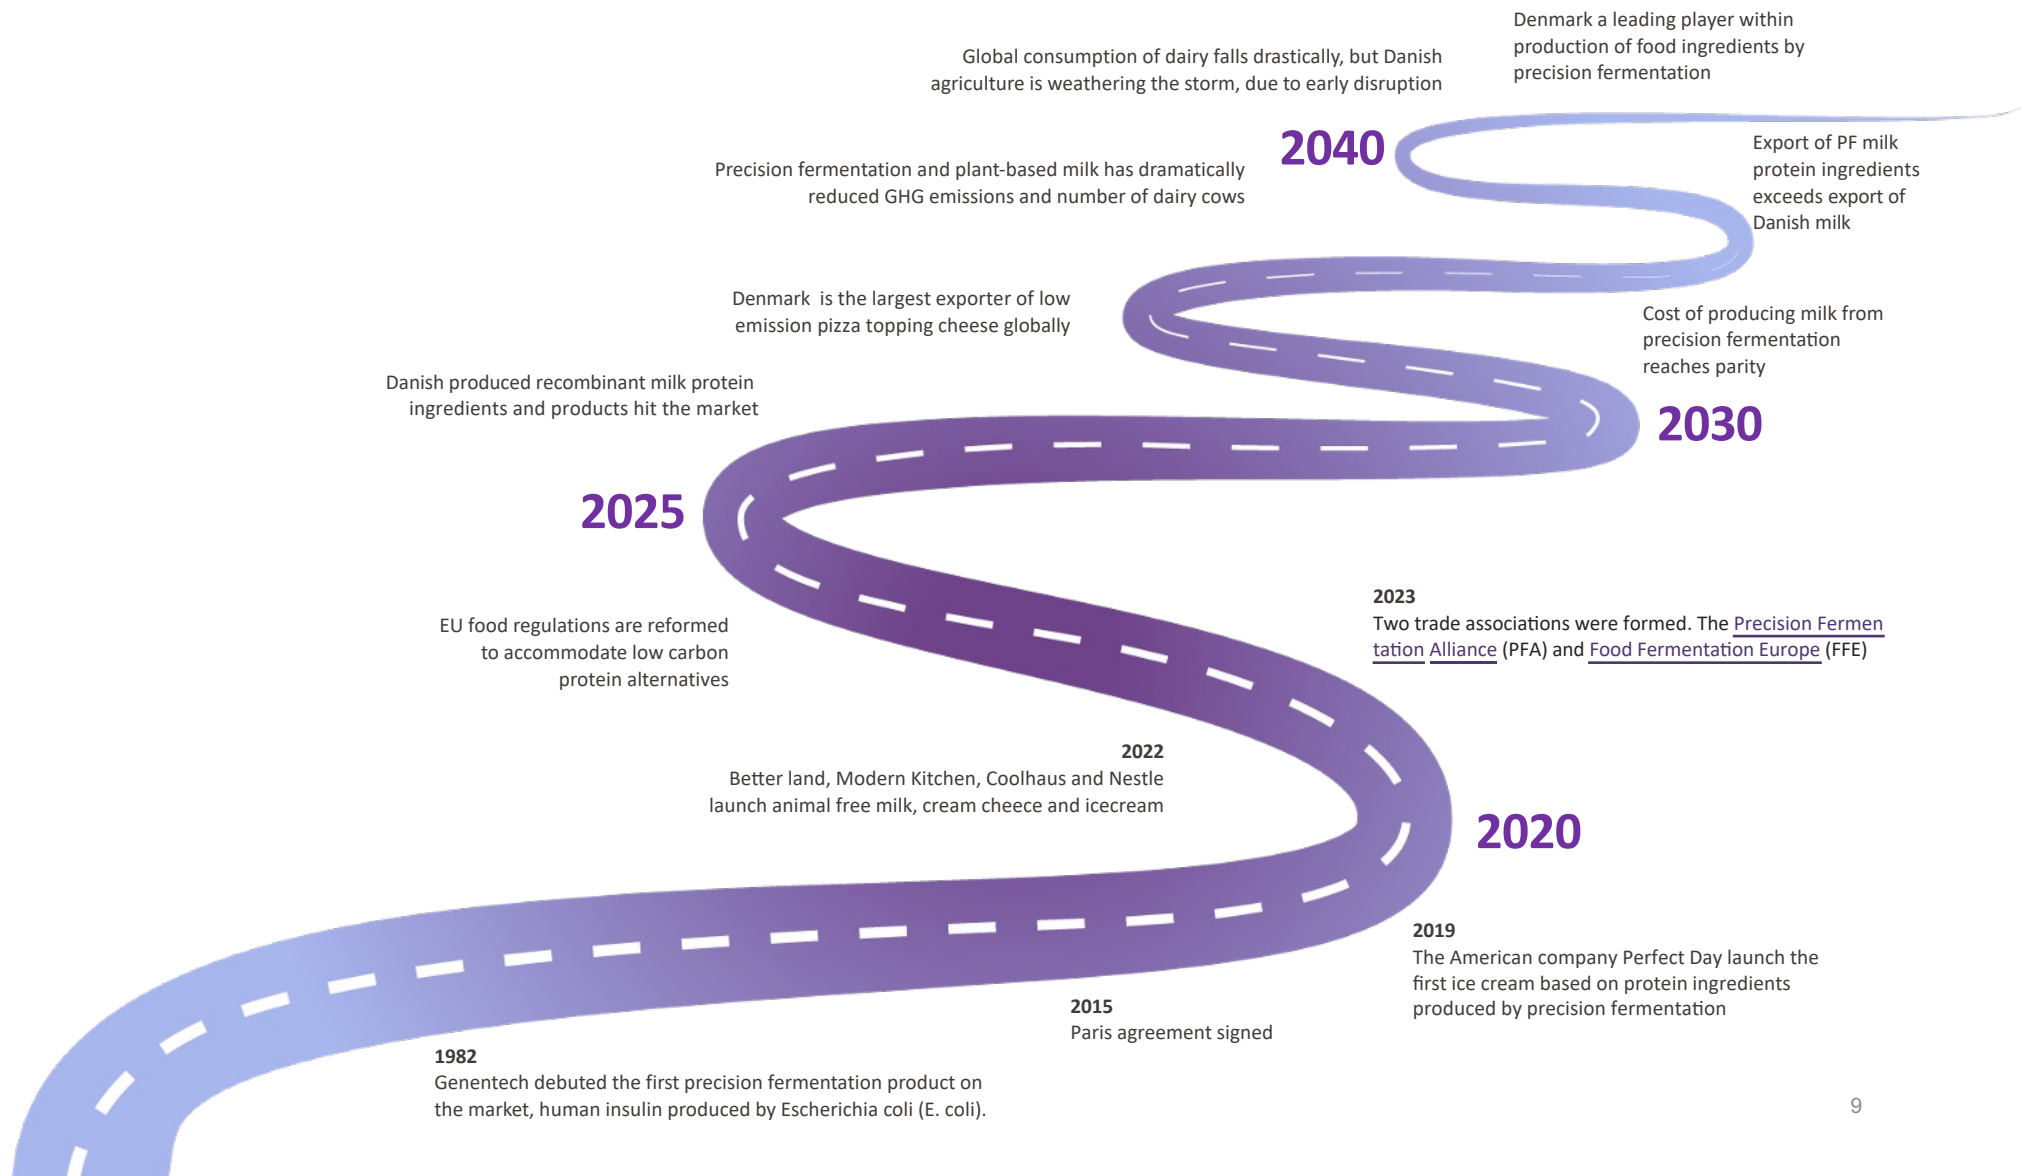 Denmark a leading player within
production of food ingredients by
precision fermentation
Global consumption of dairy falls drastically, but Danish
agriculture is weathering the storm, due to early disruption
2040
Export of PF milk
protein ingredients
exceeds export of
Danish milk
Precision fermentation and plant-based milk has dramatically
reduced GHG emissions and number of dairy cows
Denmark is the largest exporter of low
emission pizza topping cheese globally
Cost of producing milk from
precision fermentation
reaches parity
Danish produced recombinant milk protein
ingredients and products hit the market
2030
2025
2023
Two trade associations were formed. The Precision Fermen
tation Alliance (PFA) and Food Fermentation Europe (FFE)
EU food regulations are reformed
to accommodate low carbon
protein alternatives
2022
Better land, Modern Kitchen, Coolhaus and Nestle
launch animal free milk, cream cheece and icecream
2020
2019
The American company Perfect Day launch the
first ice cream based on protein ingredients
produced by precision fermentation
2015
Paris agreement signed
1982
Genentech debuted the first precision fermentation product on
the market, human insulin produced by Escherichia coli (E. coli).
9